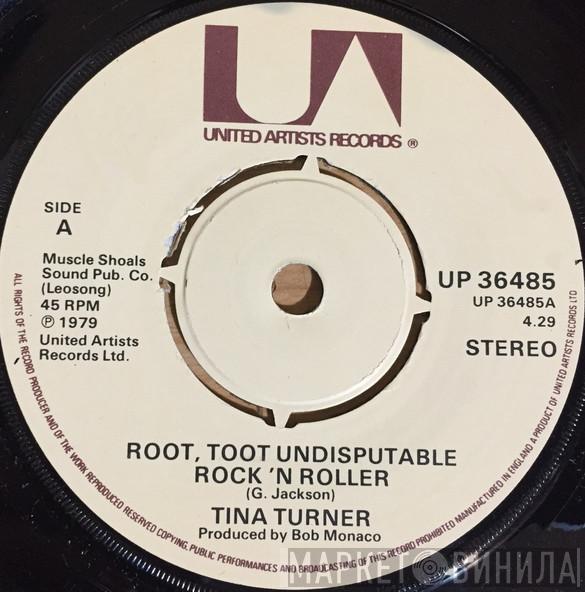 UA
UNITED ARTISTS RECORDS ®
SIDE
A
Muscle Shoals
Sound Pub. Co.
(Leosong)
45 RPM
℗ 1979
United Artists
Records Ltd.
UP 36485
UP 36485A
4.29
STEREO
ROOT, TOOT UNDISPUTABLE
ROCK 'N ROLLER
(G. Jackson)
TINA TURNER
Produced by Bob Monaco
ALL RIGHTS OF THE RECORD PRODUCER AND OF THE WORK REPRODUCED RESERVED COPYING, PUBLIC PERFORMANCES AND BROADCASTING OF THIS RECORD PROHIBITED MANUFACTURED IN ENGLAND A PRODUCT OF UNITED ARTISTS RECORDS LTD
МАРКЕТ ВИНИЛА